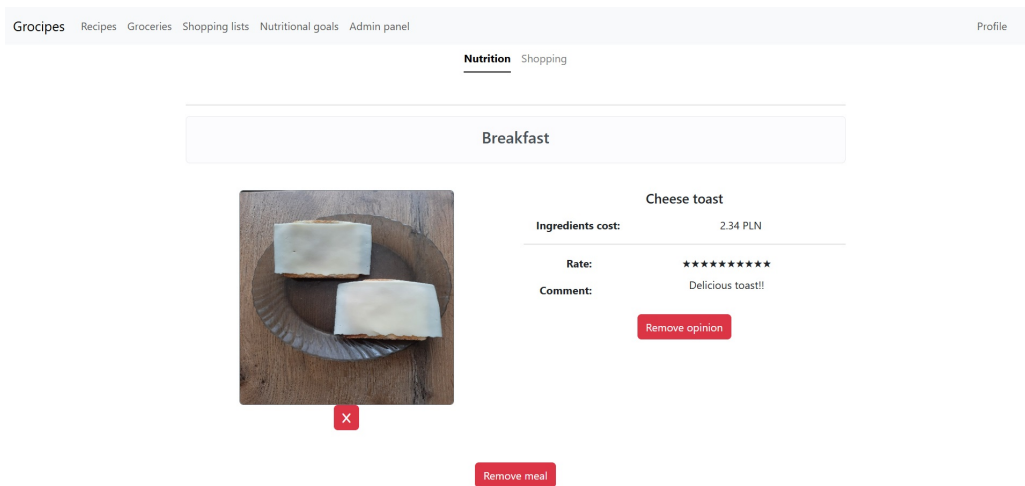 Grocipes Recipes Groceries Shopping lists Nutritional goals Admin panel Profile
Nutrition Shopping
Breakfast
Cheese toast
Ingredients cost: 2.34 PLN
Rate: ★★★★★★★★★★
Comment: Delicious toast!!
Remove opinion
X
Remove meal